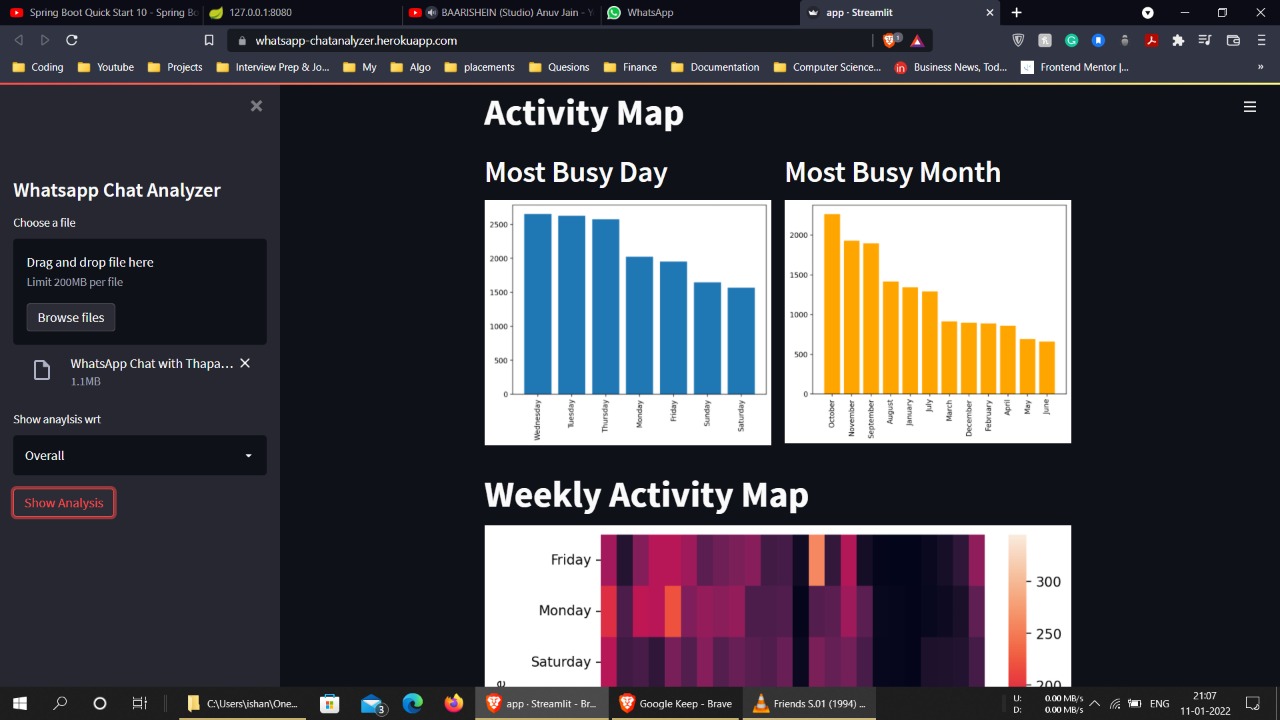 Spring Boot Quick Start 10 - Spring Bo
127.0.0.1:8080
BAARISHEIN (Studio) Anuv Jain - Y
WhatsApp
app · Streamlit
whatsapp-chatanalyzer.herokuapp.com
1
Coding
Youtube
Projects
Interview Prep & Jo...
My
Algo
placements
Quesions
Finance
Documentation
Computer Science...
in
Business News, Tod...
Frontend Mentor |...
»
Whatsapp Chat Analyzer
Choose a file
Drag and drop file here
Limit 200MB per file
Browse files
WhatsApp Chat with Thapa...
1.1MB
Show anaylsis wrt
Overall
Show Analysis
Activity Map
Most Busy Day
2500
2000
1500
1000
500
0
Wednesday
Tuesday
Thursday
Monday
Friday
Sunday
Saturday
Most Busy Month
2000
1500
1000
500
0
October
November
September
August
January
July
March
December
February
April
May
June
Weekly Activity Map
Friday
Monday
Saturday
300
250
200
C:\Users\ishan\One...
3
app · Streamlit - Br...
Google Keep - Brave
Friends S.01 (1994) ...
U: 0.00 MB/s
D: 0.00 MB/s
ENG
21:07
11-01-2022